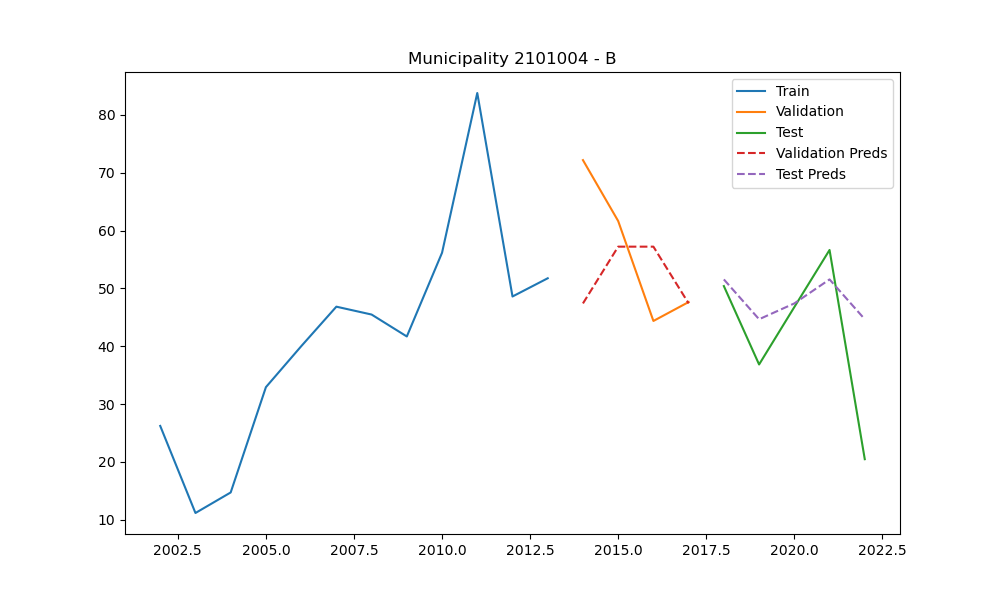 Municipality 2101004 - B
Train
Validation
Test
Validation Preds
Test Preds
80
70
60
50
40
30
20
10
2002.5 2005.0 2007.5 2010.0 2012.5 2015.0 2017.5 2020.0 2022.5